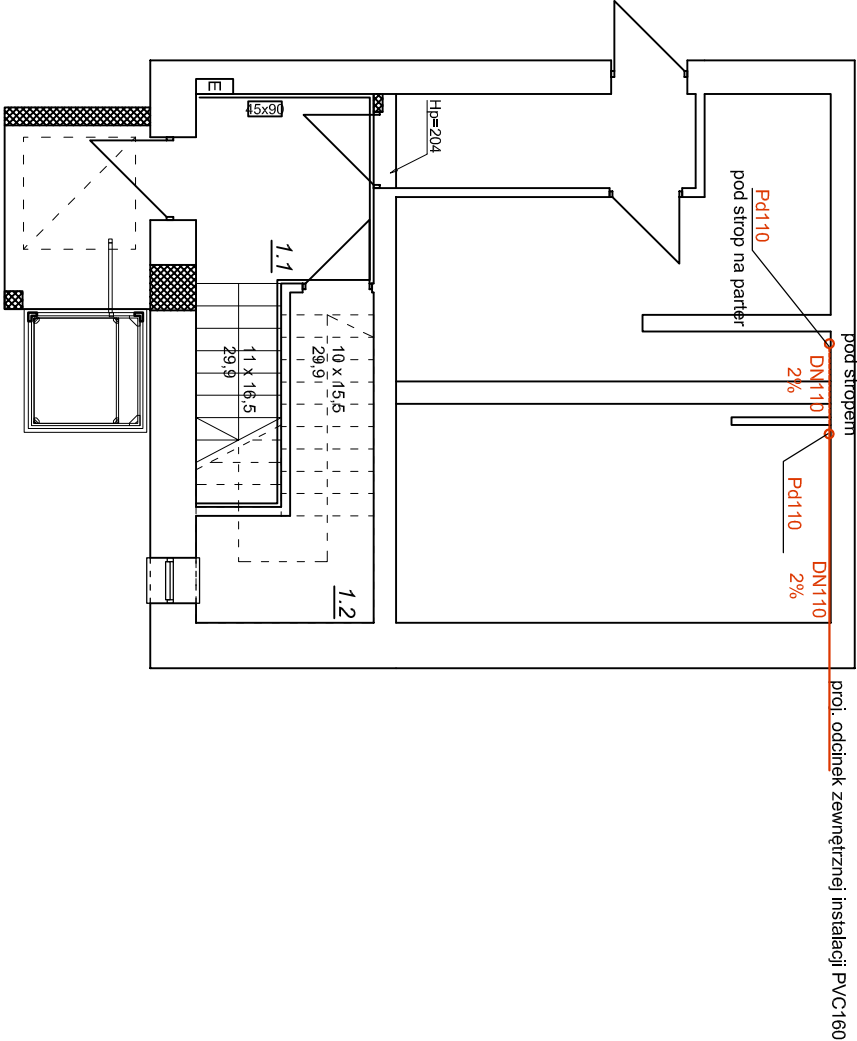 E
45x90
Hp=204
Pd110
pod strop na parter
pod stropem
DN110
2%
1.1
10 x 15,5
29,9
11 x 16,5
29,9
Pd110
DN110
2%
1.2
proj. odcinek zewnętrznej instalacji PVC160